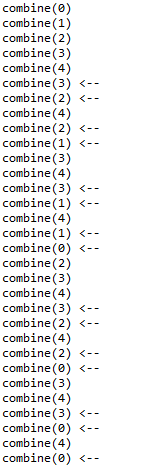 combine(0)
combine(1)
combine(2)
combine(3)
combine(4)
combine(3) <--
combine(2) <--
combine(4)
combine(2) <--
combine(1) <--
combine(3)
combine(4)
combine(3) <--
combine(1) <--
combine(4)
combine(1) <--
combine(0) <--
combine(2)
combine(3)
combine(4)
combine(3) <--
combine(2) <--
combine(4)
combine(2) <--
combine(0) <--
combine(3)
combine(4)
combine(3) <--
combine(0) <--
combine(4)
combine(0) <--